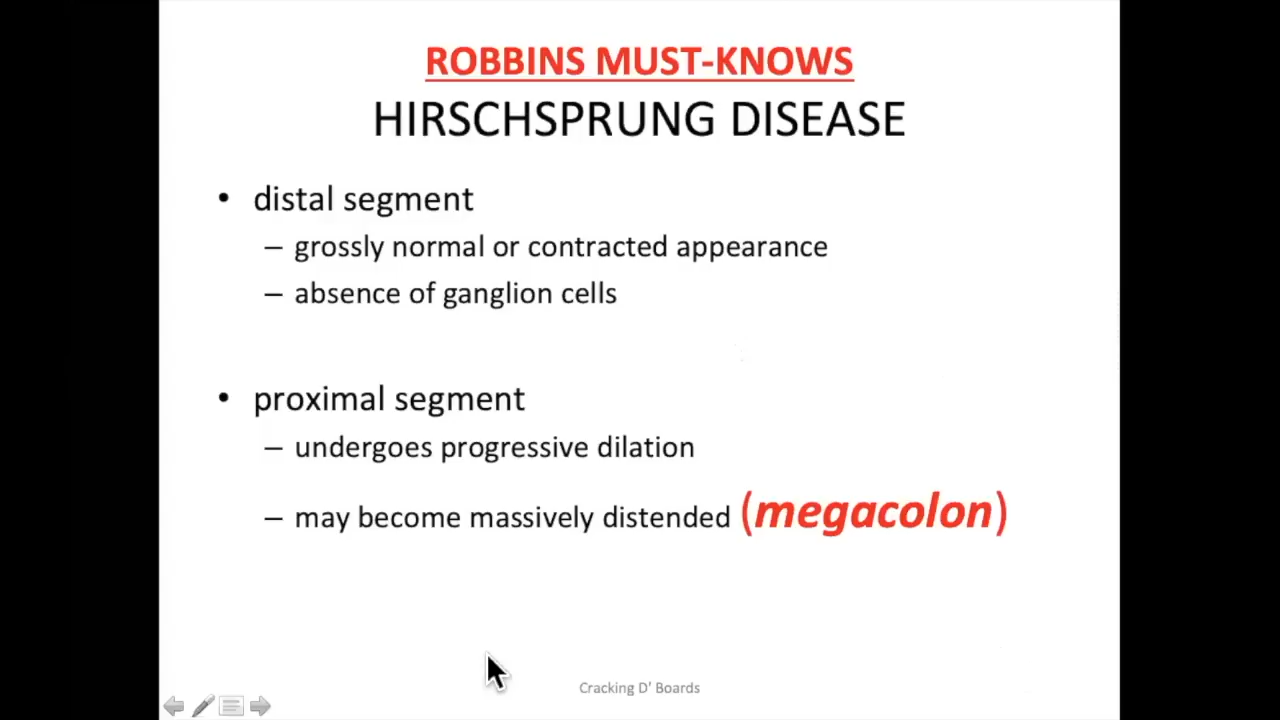 ROBBINS MUST-KNOWS
HIRSCHSPRUNG DISEASE
• distal segment
– grossly normal or contracted appearance
– absence of ganglion cells
• proximal segment
– undergoes progressive dilation
– may become massively distended (megacolon)
Cracking D' Boards